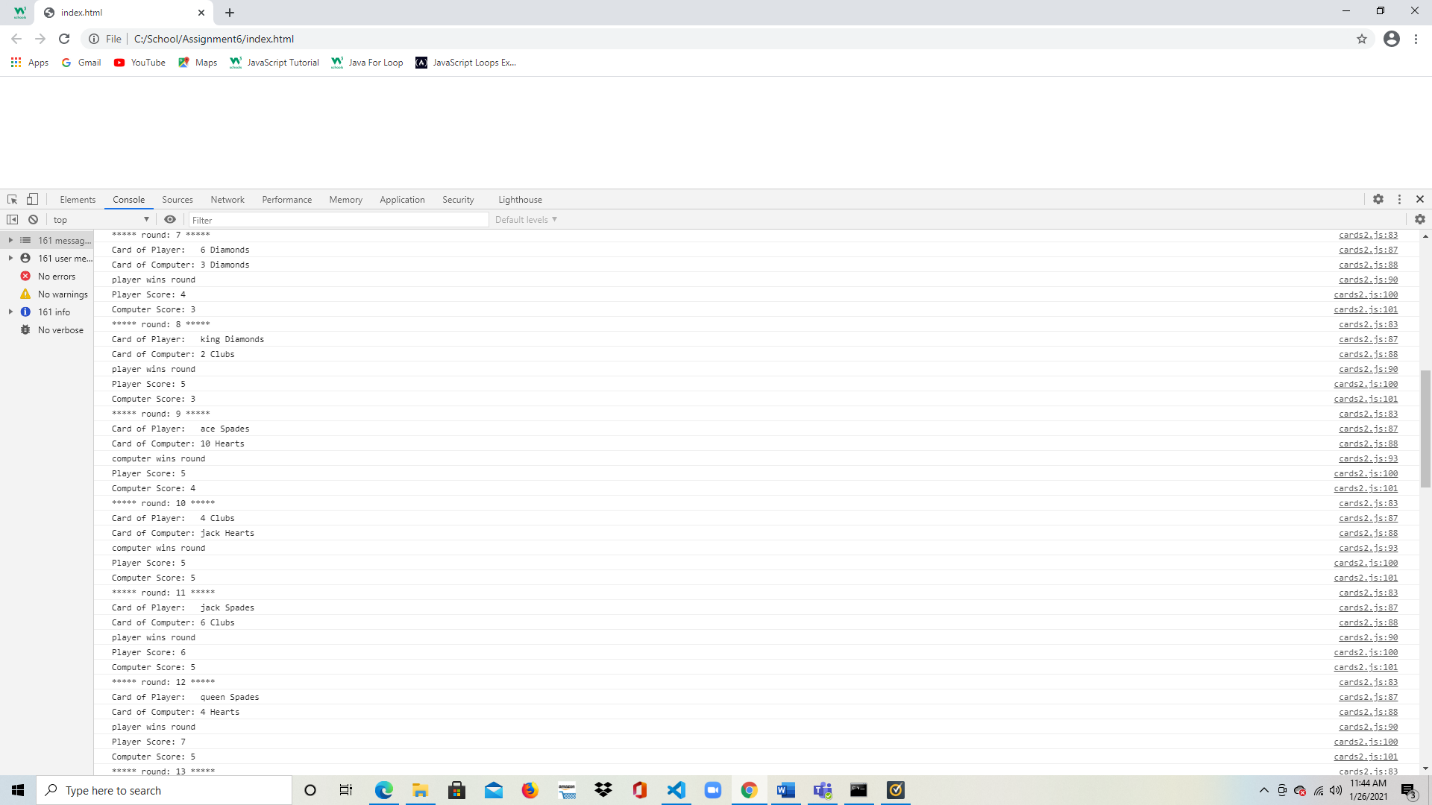 index.html
File
C:/School/Assignment6/index.html
Apps Gmail YouTube Maps JavaScript Tutorial Java For Loop JavaScript Loops Ex...
Elements Console Sources Network Performance Memory Application Security Lighthouse
top Filter Default levels
161 messag...
161 user me...
No errors
No warnings
161 info
No verbose
***** round: 7 ***** cards2.js:83
Card of Player:   6 Diamonds cards2.js:87
Card of Computer: 3 Diamonds cards2.js:88
player wins round cards2.js:90
Player Score: 4 cards2.js:100
Computer Score: 3 cards2.js:101
***** round: 8 ***** cards2.js:83
Card of Player:   king Diamonds cards2.js:87
Card of Computer: 2 Clubs cards2.js:88
player wins round cards2.js:90
Player Score: 5 cards2.js:100
Computer Score: 3 cards2.js:101
***** round: 9 ***** cards2.js:83
Card of Player:   ace Spades cards2.js:87
Card of Computer: 10 Hearts cards2.js:88
computer wins round cards2.js:93
Player Score: 5 cards2.js:100
Computer Score: 4 cards2.js:101
***** round: 10 ***** cards2.js:83
Card of Player:   4 Clubs cards2.js:87
Card of Computer: jack Hearts cards2.js:88
computer wins round cards2.js:93
Player Score: 5 cards2.js:100
Computer Score: 5 cards2.js:101
***** round: 11 ***** cards2.js:83
Card of Player:   jack Spades cards2.js:87
Card of Computer: 6 Clubs cards2.js:88
player wins round cards2.js:90
Player Score: 6 cards2.js:100
Computer Score: 5 cards2.js:101
***** round: 12 ***** cards2.js:83
Card of Player:   queen Spades cards2.js:87
Card of Computer: 4 Hearts cards2.js:88
player wins round cards2.js:90
Player Score: 7 cards2.js:100
Computer Score: 5 cards2.js:101
***** round: 13 ***** cards2.js:83
Type here to search
11:44 AM
1/26/2021
3